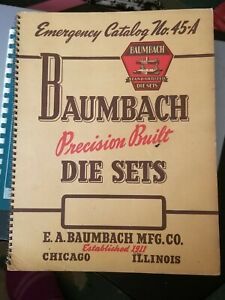 Emergency Catalog No. 45-A
BAUMBACH
DIE SETS
BAUMBACH
Precision Built
DIE SETS
E. A. BAUMBACH MFG. CO.
Established 1911
CHICAGO ILLINOIS